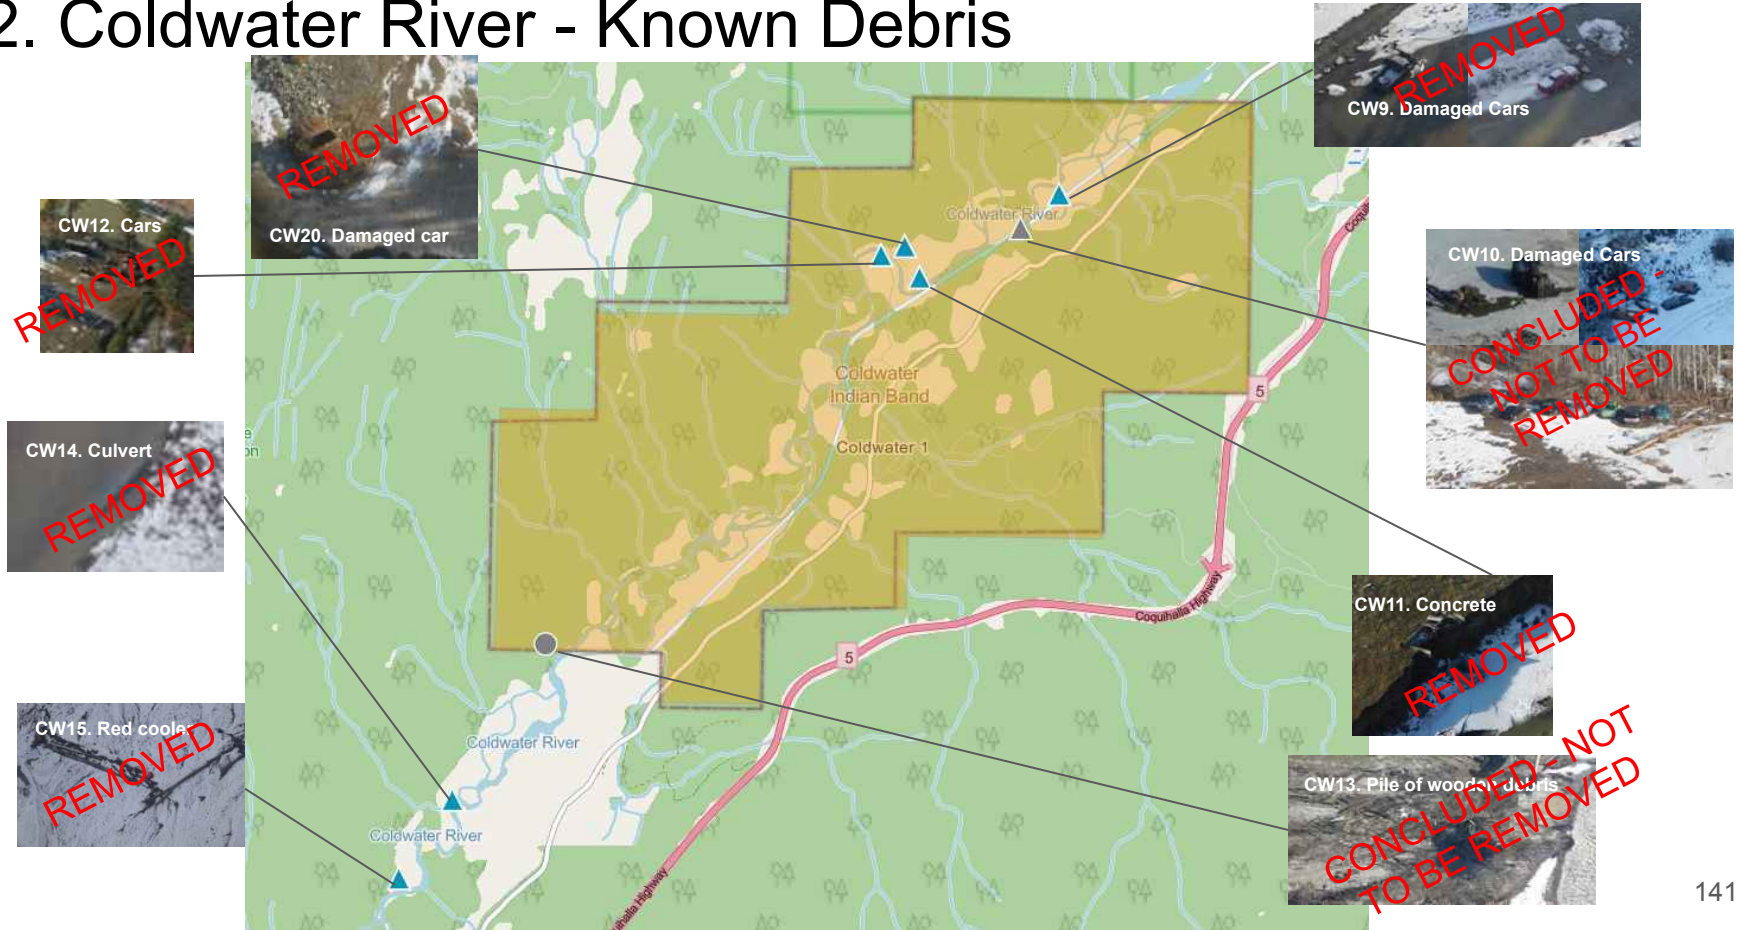 2. Coldwater River - Known Debris
REMOVED
CW9. Damaged Cars
REMOVED
CW20. Damaged car
CW12. Cars
REMOVED
CW10. Damaged Cars
CONCLUDED -
NOT TO BE
REMOVED
CW14. Culvert
REMOVED
CW11. Concrete
REMOVED
CW15. Red cooler
REMOVED
CW13. Pile of wooden debris
CONCLUDED - NOT
TO BE REMOVED
Coldwater River
Coldwater
Indian Band
Coldwater 1
5
Coquihalla Highway
5
Coldwater River
Coldwater River
141